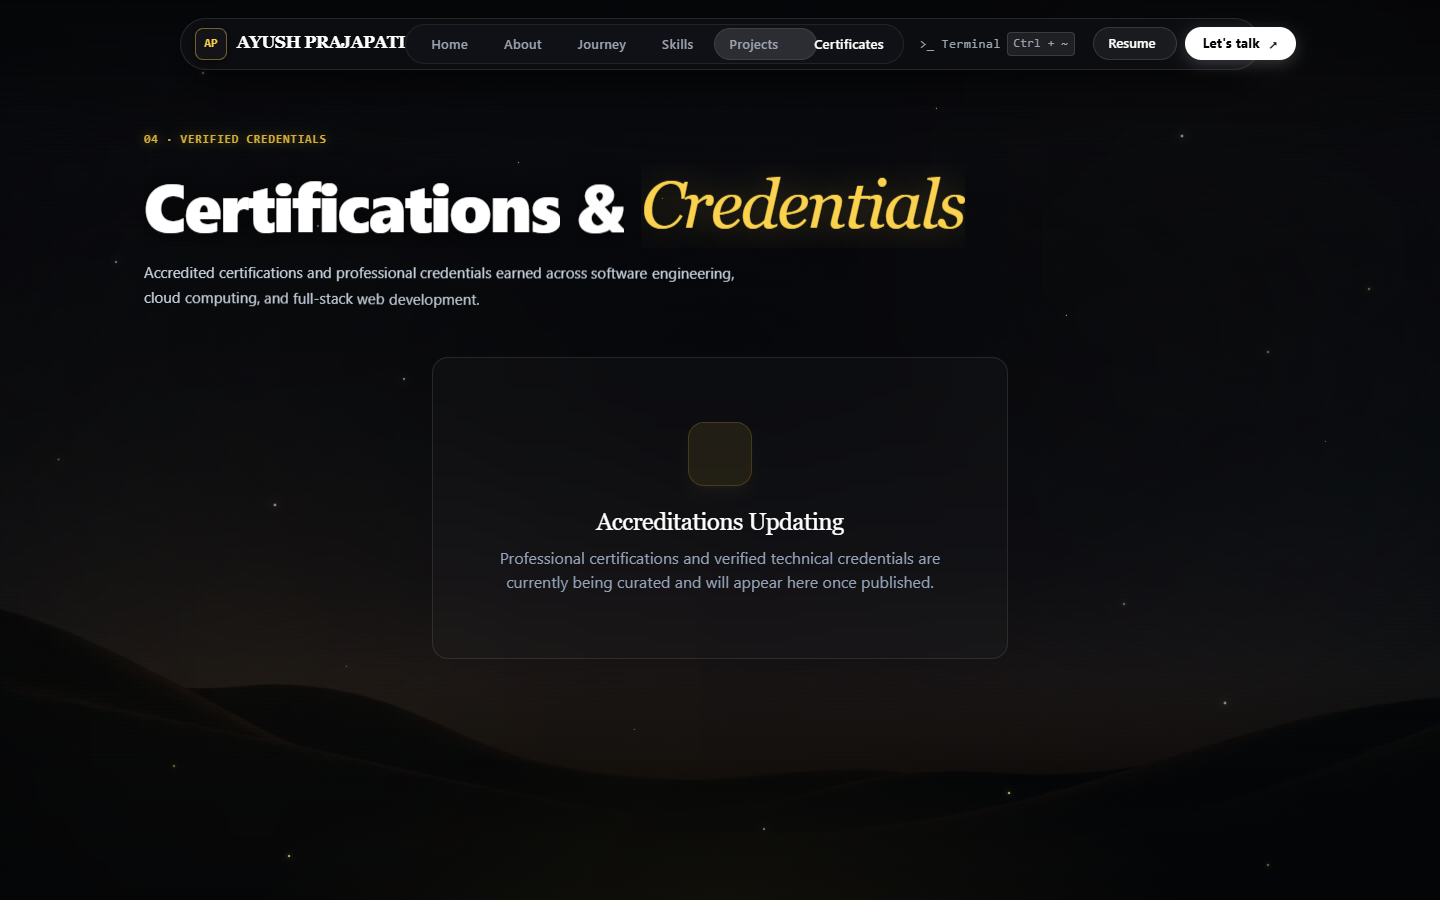 AP
AYUSH PRAJAPATI
Home
About
Journey
Skills
Projects
Certificates
>_ Terminal
Ctrl + ~
Resume
Let's talk ↗
04 · VERIFIED CREDENTIALS
Certifications & Credentials
Accredited certifications and professional credentials earned across software engineering,
cloud computing, and full-stack web development.
Accreditations Updating
Professional certifications and verified technical credentials are
currently being curated and will appear here once published.